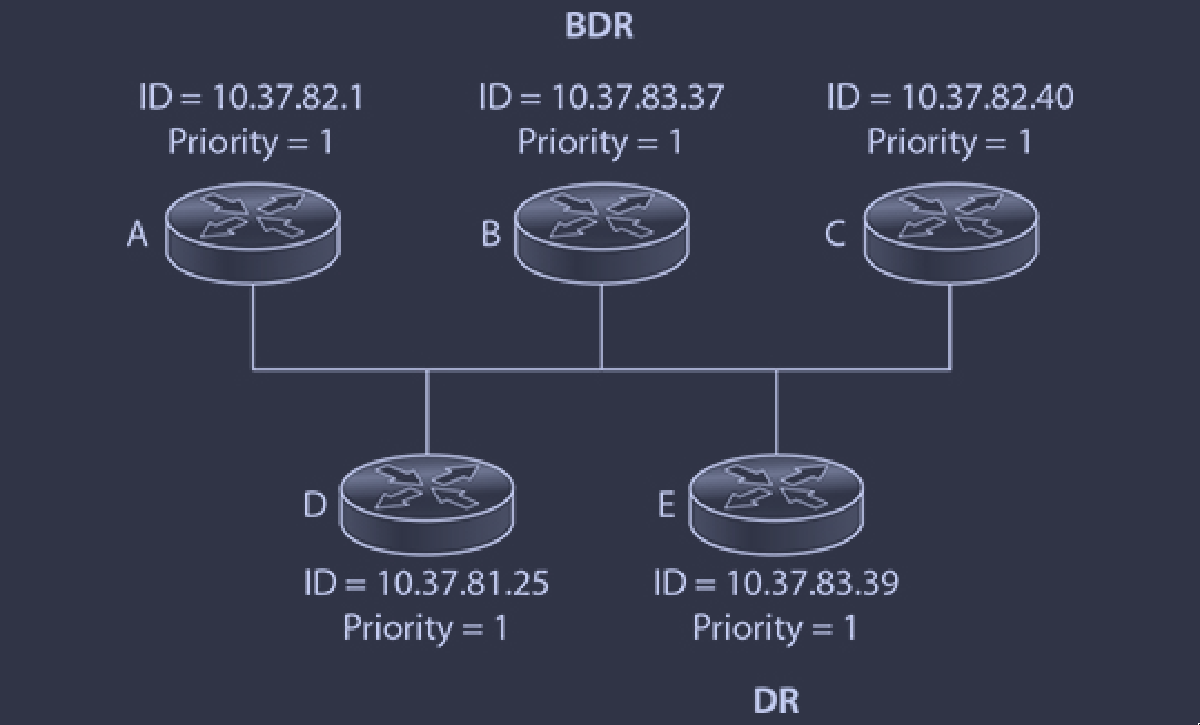 BDR
ID = 10.37.82.1
Priority = 1
ID = 10.37.83.37
Priority = 1
ID = 10.37.82.40
Priority = 1
A
B
C
D
E
ID = 10.37.81.25
Priority = 1
ID = 10.37.83.39
Priority = 1
DR